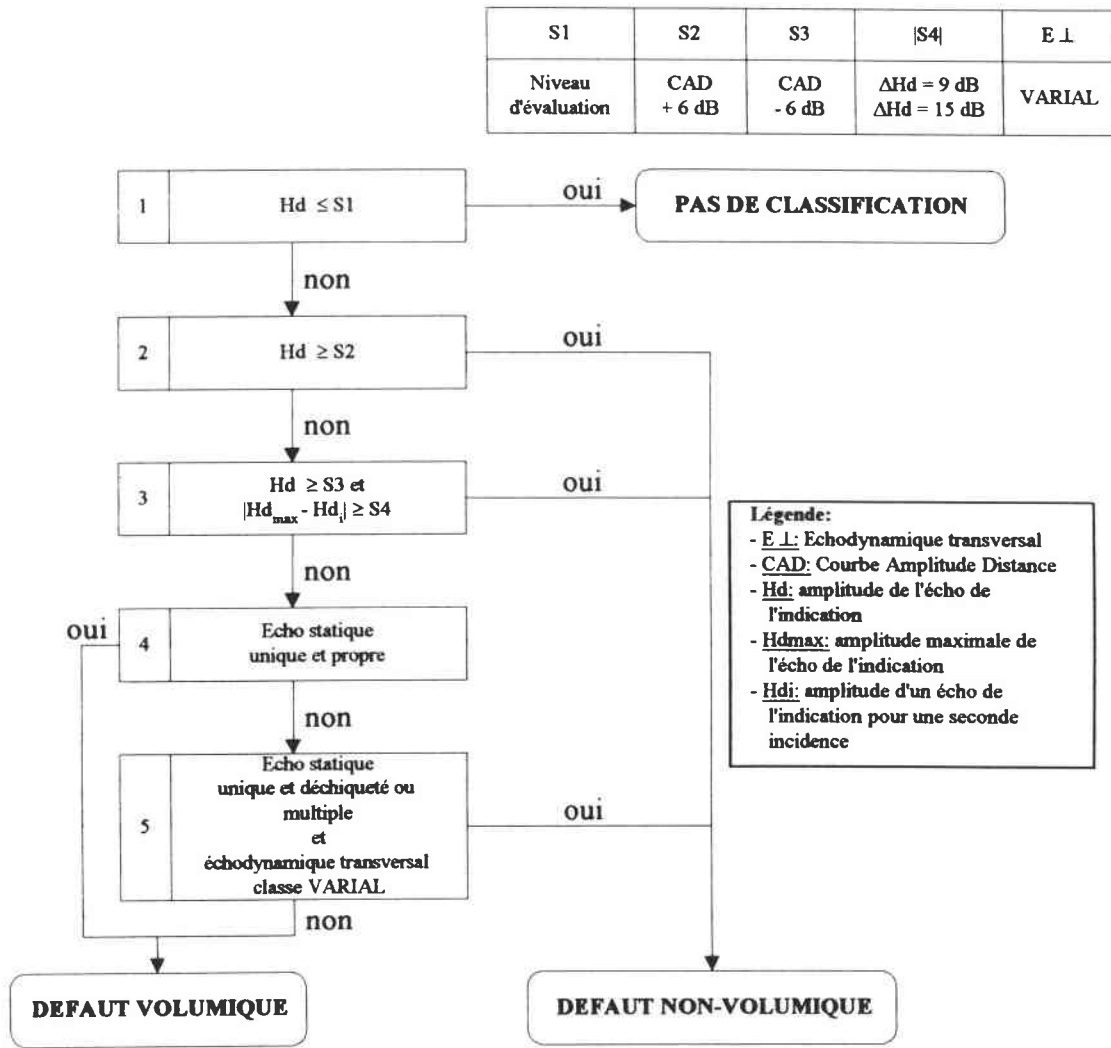 S1 S2 S3 |S4| E ⊥
Niveau d'évaluation CAD + 6 dB CAD - 6 dB ΔHd = 9 dB ΔHd = 15 dB VARIAL
1 Hd ≤ S1
oui
PAS DE CLASSIFICATION
non
2 Hd ≥ S2
oui
non
3 Hd ≥ S3 et
|Hdmax - Hdi| ≥ S4
oui
non
oui
4 Echo statique
unique et propre
non
5 Echo statique
unique et déchiqueté ou
multiple
et
échodynamique transversal
classe VARIAL
oui
non
Légende:
- E ⊥: Echodynamique transversal
- CAD: Courbe Amplitude Distance
- Hd: amplitude de l'écho de
l'indication
- Hdmax: amplitude maximale de
l'écho de l'indication
- Hdi: amplitude d'un écho de
l'indication pour une seconde
incidence
DEFAUT VOLUMIQUE
DEFAUT NON-VOLUMIQUE